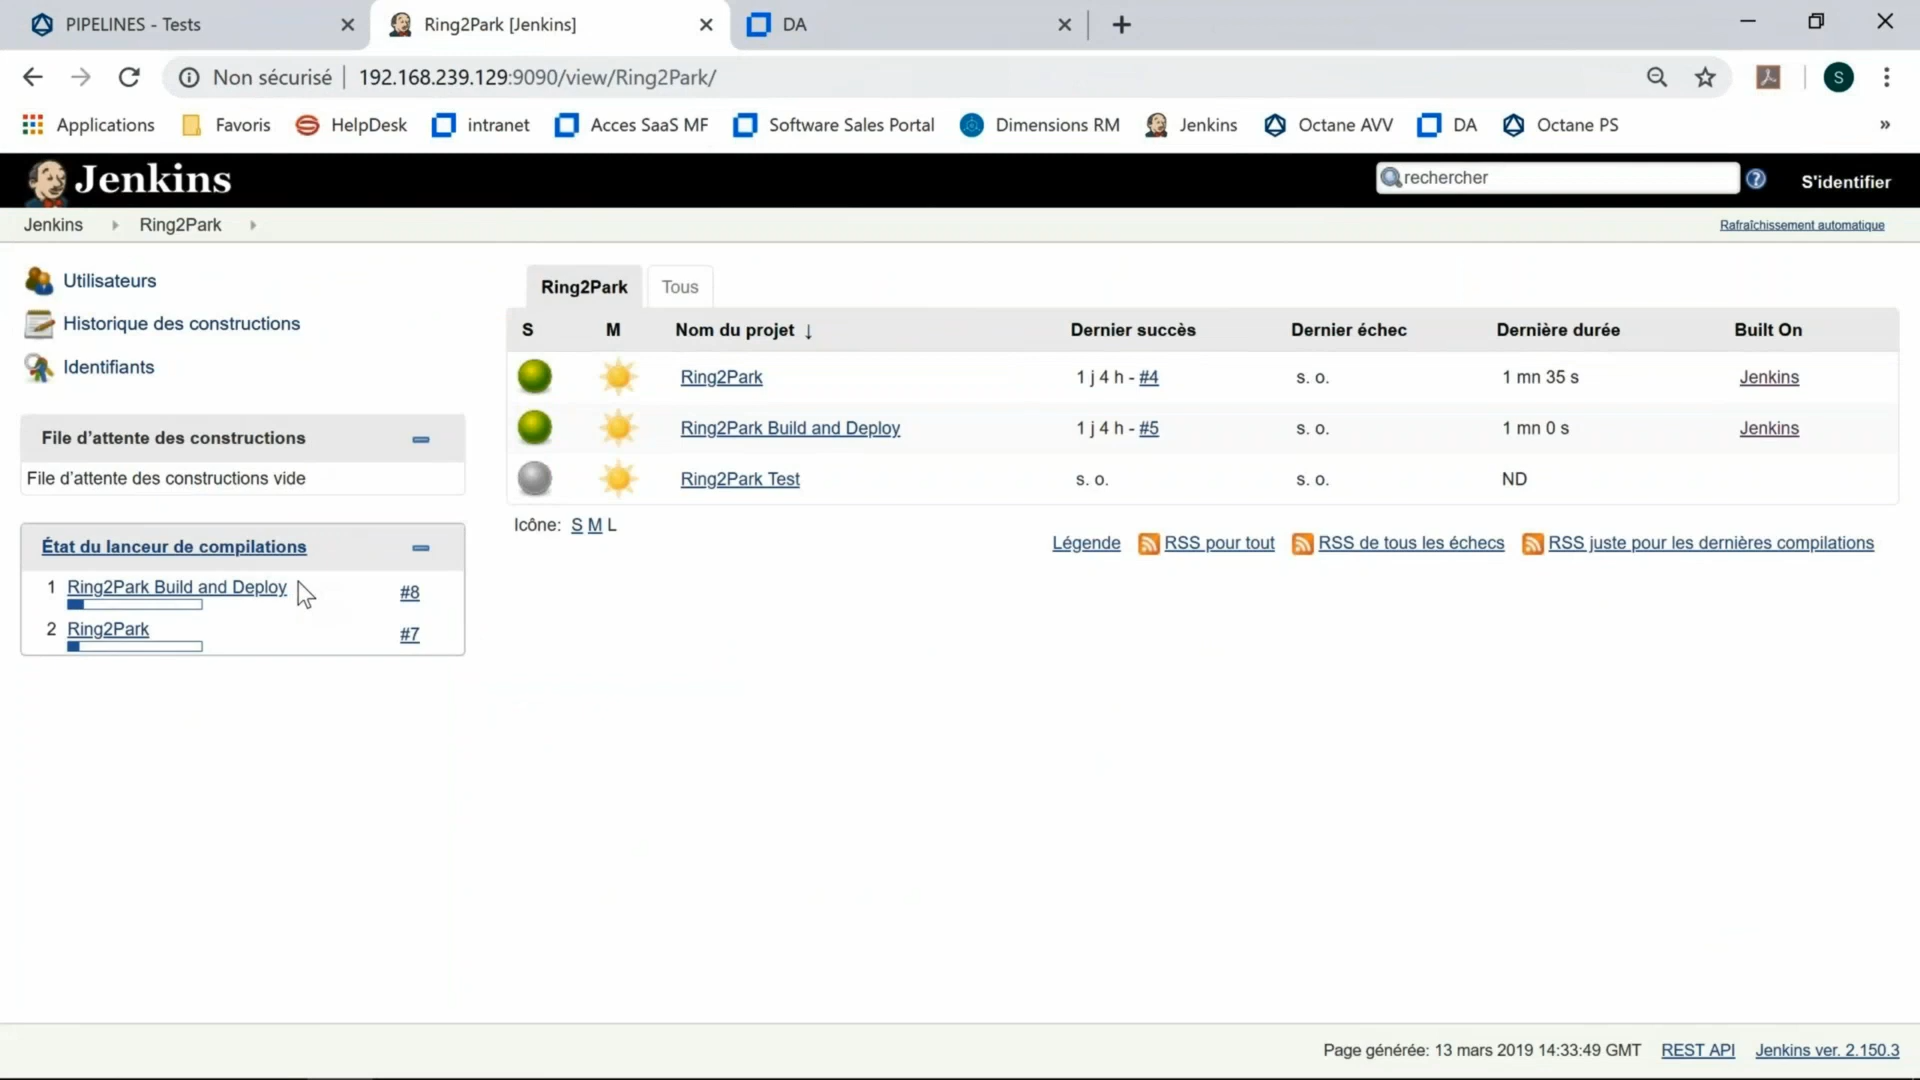 PIPELINES - Tests
Ring2Park [Jenkins]
DA
Non sécurisé
192.168.239.129:9090/view/Ring2Park/
S
Applications
Favoris
HelpDesk
intranet
Acces SaaS MF
Software Sales Portal
Dimensions RM
Jenkins
Octane AVV
DA
Octane PS
»
Jenkins
rechercher
?
S'identifier
Jenkins
Ring2Park
Rafraîchissement automatique
Utilisateurs
Historique des constructions
Identifiants
File d'attente des constructions
File d'attente des constructions vide
État du lanceur de compilations
1 Ring2Park Build and Deploy #8
2 Ring2Park #7
Ring2Park
Tous
S M Nom du projet ↓ Dernier succès Dernier échec Dernière durée Built On
Ring2Park 1 j 4 h - #4 s. o. 1 mn 35 s Jenkins
Ring2Park Build and Deploy 1 j 4 h - #5 s. o. 1 mn 0 s Jenkins
Ring2Park Test s. o. s. o. ND
Icône: S M L
Légende RSS pour tout RSS de tous les échecs RSS juste pour les dernières compilations
Page générée: 13 mars 2019 14:33:49 GMT REST API Jenkins ver. 2.150.3